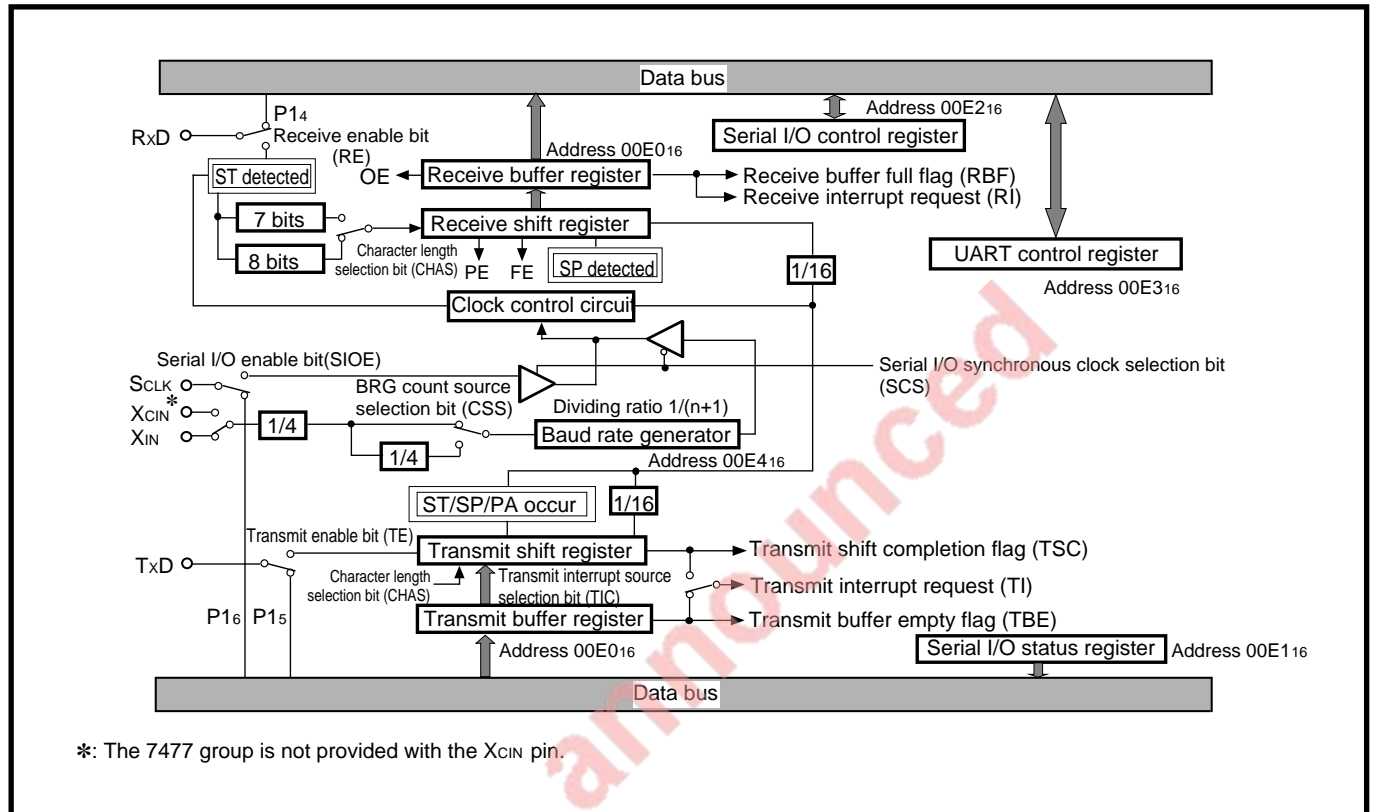 Data bus
P14
RxD
Receive enable bit
(RE)
ST detected
Address 00E016
OE
Receive buffer register
Receive buffer full flag (RBF)
Receive interrupt request (RI)
Address 00E216
Serial I/O control register
7 bits
8 bits
Character length
selection bit (CHAS)
Receive shift register
PE
FE
SP detected
1/16
UART control register
Address 00E316
Clock control circuit
Serial I/O enable bit(SIOE)
SCLK
XCIN*
XIN
1/4
BRG count source
selection bit (CSS)
1/4
Dividing ratio 1/(n+1)
Baud rate generator
Address 00E416
Serial I/O synchronous clock selection bit
(SCS)
ST/SP/PA occur
1/16
Transmit enable bit (TE)
TxD
Transmit shift register
Transmit shift completion flag (TSC)
Character length
selection bit (CHAS)
Transmit interrupt source
selection bit (TIC)
Transmit interrupt request (TI)
P16 P15
Transmit buffer register
Transmit buffer empty flag (TBE)
Address 00E016
Serial I/O status register Address 00E116
Data bus
*: The 7477 group is not provided with the XCIN pin.
announced